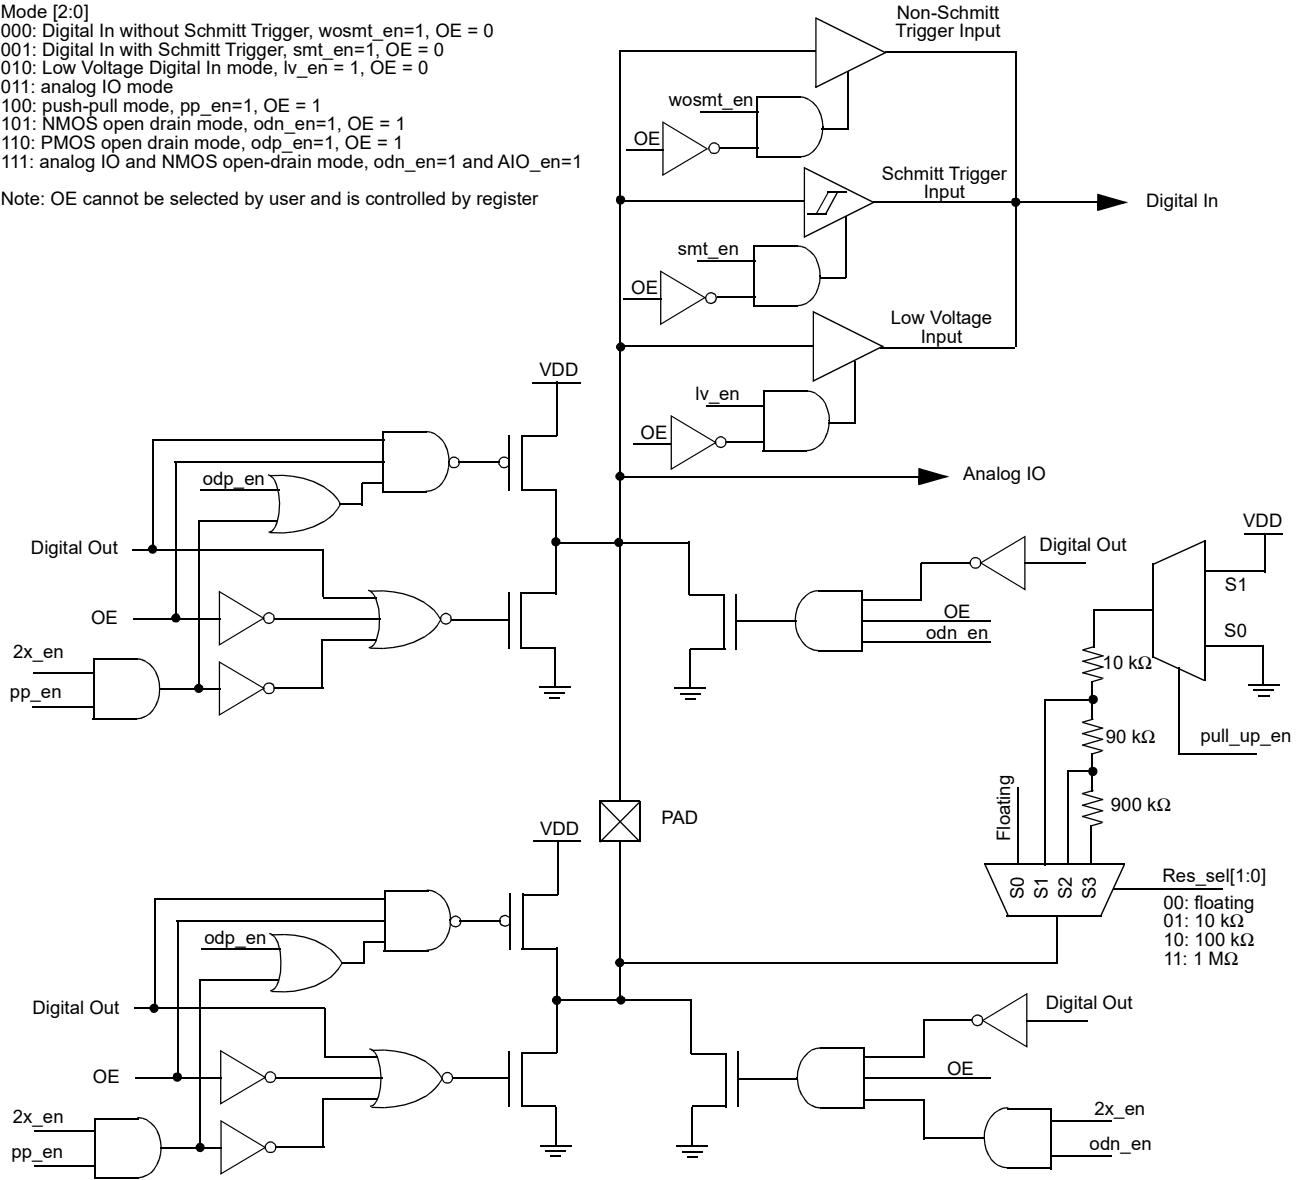 Mode [2:0]
000: Digital In without Schmitt Trigger, wosmt_en=1, OE = 0
001: Digital In with Schmitt Trigger, smt_en=1, OE = 0
010: Low Voltage Digital In mode, lv_en = 1, OE = 0
011: analog IO mode
100: push-pull mode, pp_en=1, OE = 1
101: NMOS open drain mode, odn_en=1, OE = 1
110: PMOS open drain mode, odp_en=1, OE = 1
111: analog IO and NMOS open-drain mode, odn_en=1 and AIO_en=1
Note: OE cannot be selected by user and is controlled by register
Non-Schmitt
Trigger Input
wosmt_en
OE
Schmitt Trigger
Input
Digital In
smt_en
OE
Low Voltage
Input
lv_en
OE
Analog IO
VDD
odp_en
Digital Out
OE
2x_en
pp_en
Digital Out
OE
odn_en
VDD
S1
S0
10 kΩ
90 kΩ
pull_up_en
900 kΩ
Floating
S0
S1
S2
S3
Res_sel[1:0]
00: floating
01: 10 kΩ
10: 100 kΩ
11: 1 MΩ
PAD
VDD
odp_en
Digital Out
OE
2x_en
pp_en
Digital Out
OE
2x_en
odn_en